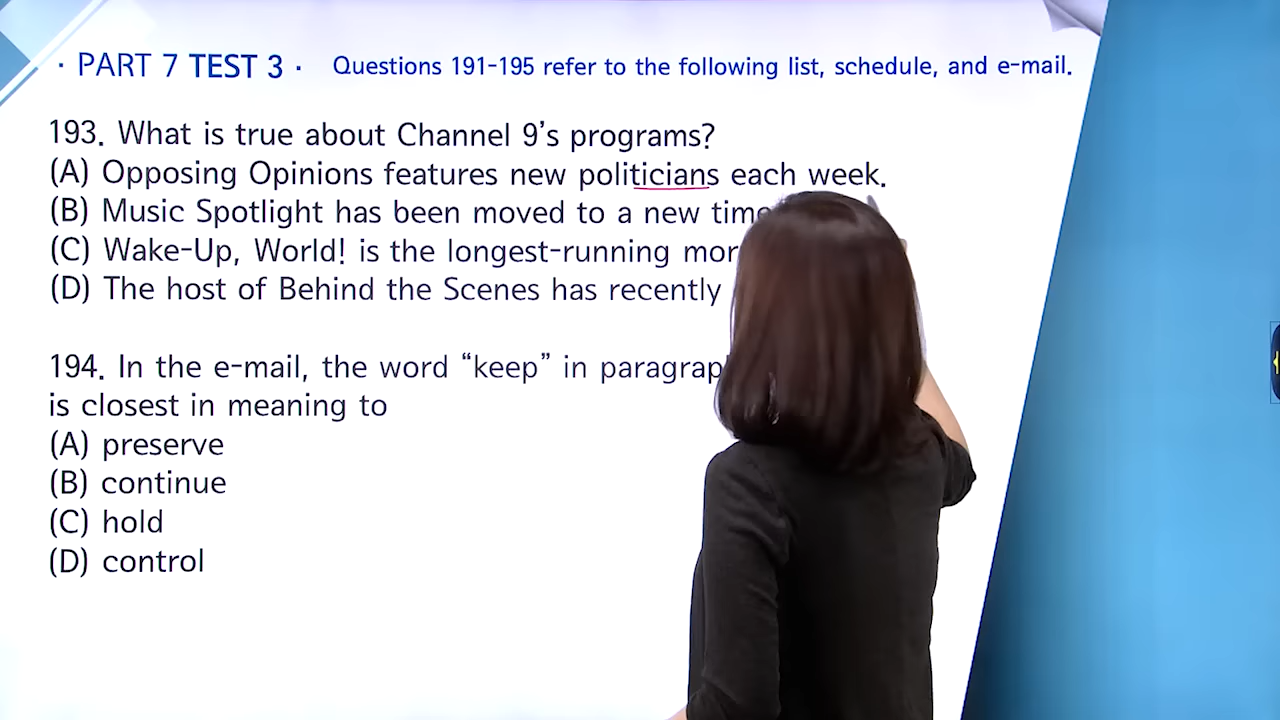 · PART 7 TEST 3 · Questions 191-195 refer to the following list, schedule, and e-mail.
193. What is true about Channel 9's programs?
(A) Opposing Opinions features new politicians each week.
(B) Music Spotlight has been moved to a new time
(C) Wake-Up, World! is the longest-running
(D) The host of Behind the Scenes has recently
194. In the e-mail, the word “keep” in
is closest in meaning to
(A) preserve
(B) continue
(C) hold
(D) control